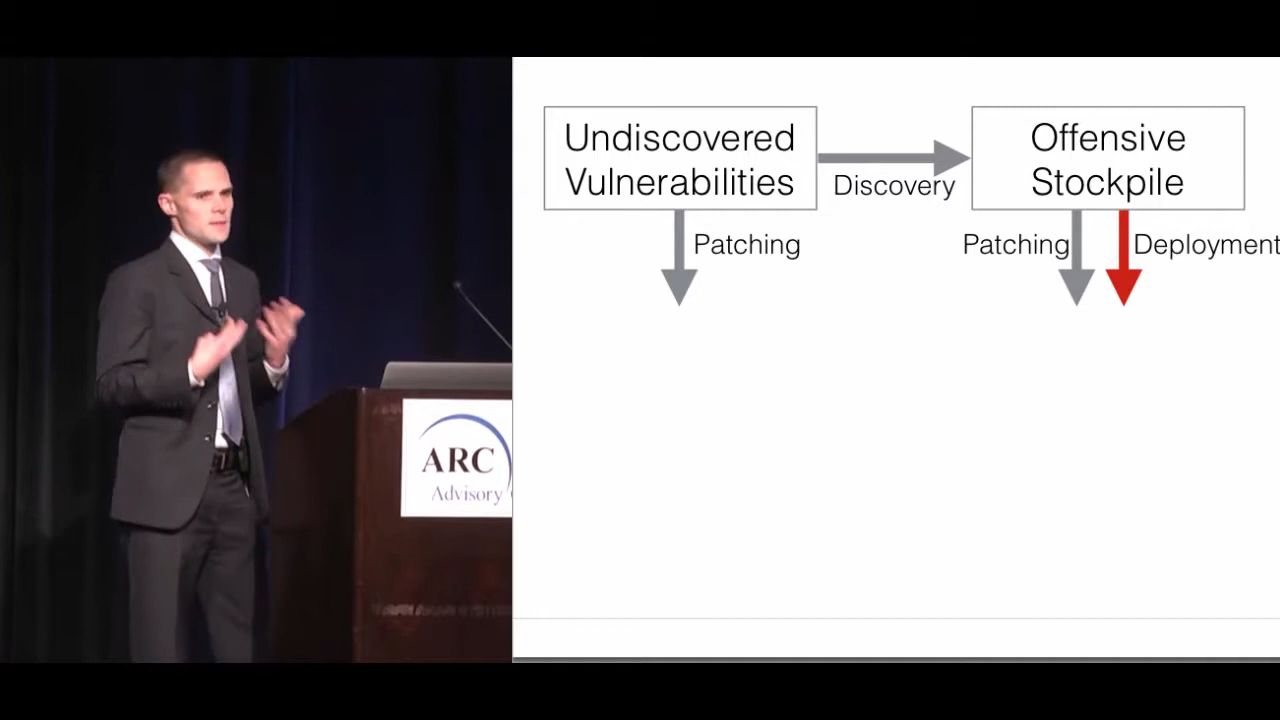 Undiscovered
Vulnerabilities
Discovery
Offensive
Stockpile
Patching
Patching
Deployment
ARC
Advisory